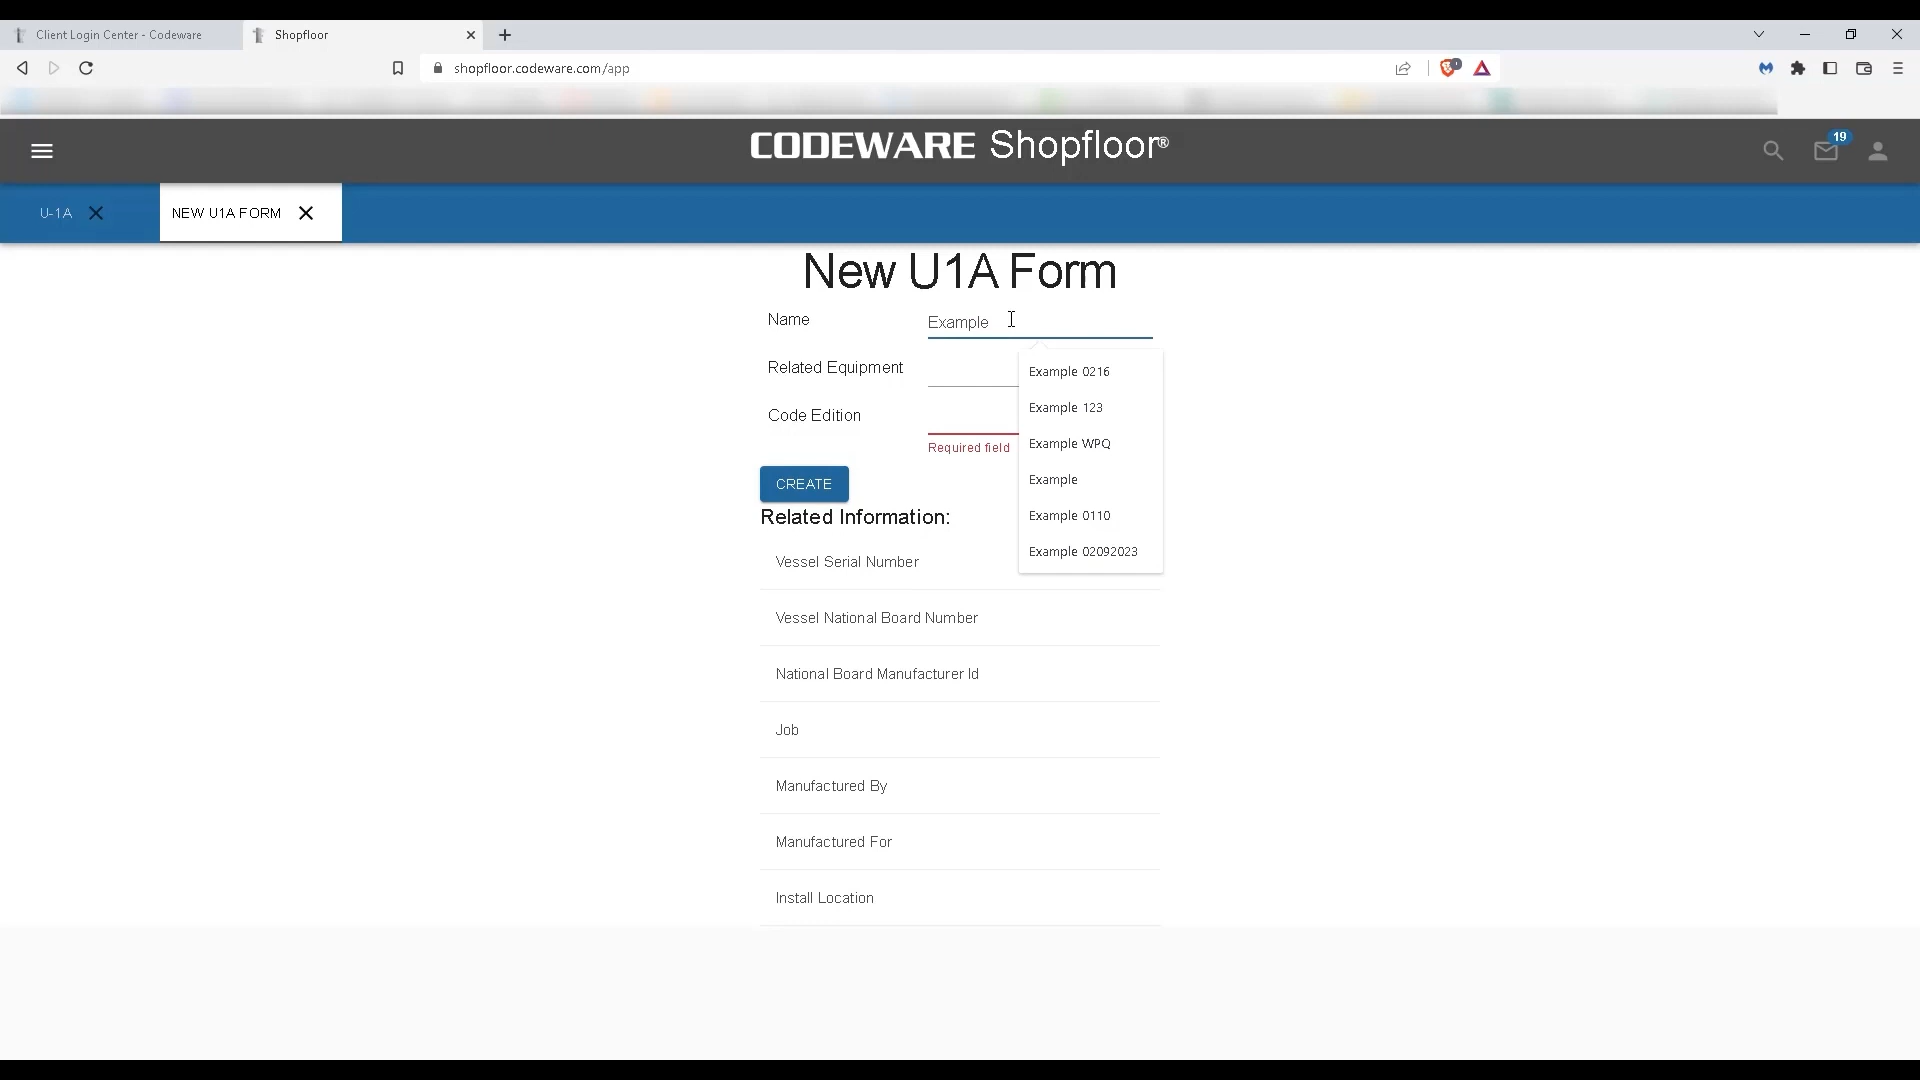 Client Login Center - Codeware
Shopfloor
shopfloor.codeware.com/app
CODEWARE Shopfloor®
19
U-1A
NEW U1A FORM
New U1A Form
Name
Example
Related Equipment
Example 0216
Code Edition
Example 123
Required field
Example WPQ
Example
CREATE
Example 0110
Related Information:
Example 02092023
Vessel Serial Number
Vessel National Board Number
National Board Manufacturer Id
Job
Manufactured By
Manufactured For
Install Location